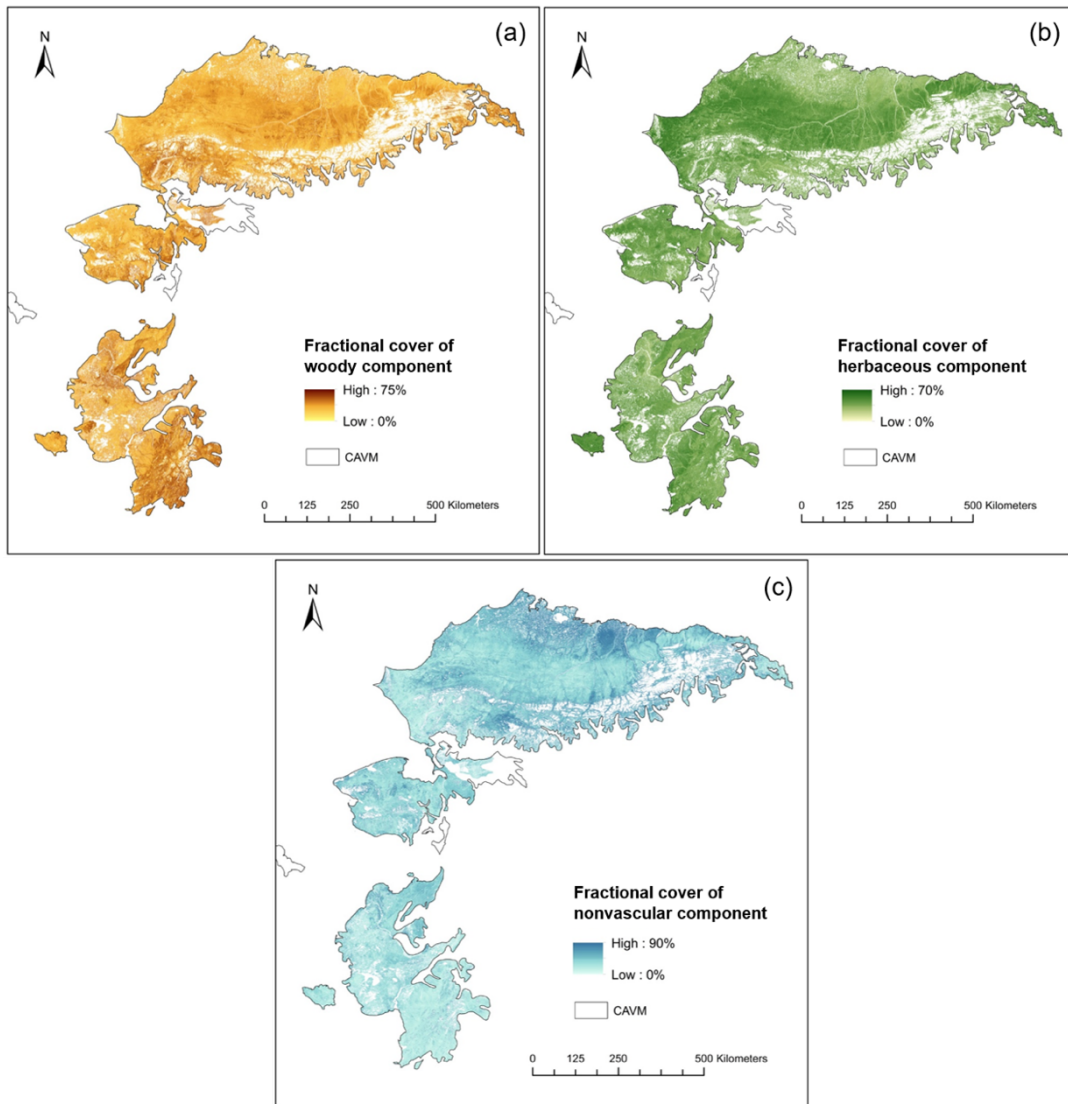 (a)
N
Fractional cover of
woody component
High : 75%
Low : 0%
CAVM
0 125 250 500 Kilometers
(b)
N
Fractional cover of
herbaceous component
High : 70%
Low : 0%
CAVM
0 125 250 500 Kilometers
(c)
N
Fractional cover of
nonvascular component
High : 90%
Low : 0%
CAVM
0 125 250 500 Kilometers